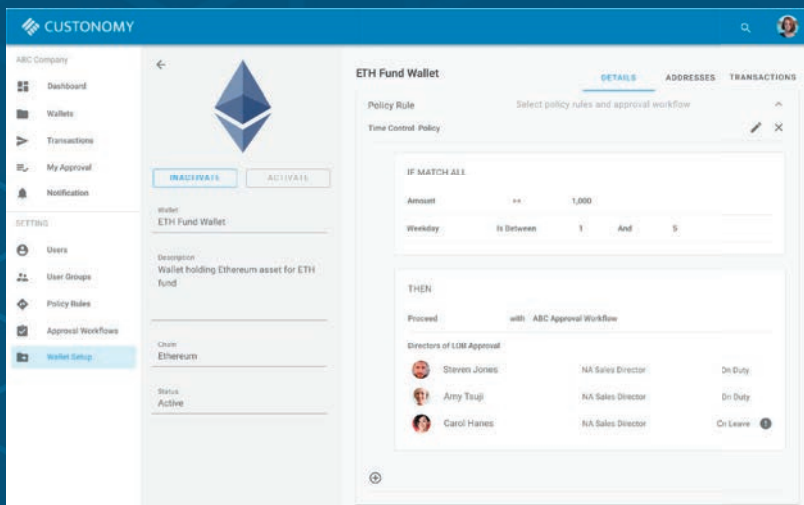 CUSTONOMY
ABC Company
Dashboard
Wallets
Transactions
My Approval
Notification
SETTING
Users
User Groups
Policy Rules
Approval Workflows
Wallet Setup
INACTIVATE ACTIVATE
Wallet
ETH Fund Wallet
Description
Wallet holding Ethereum asset for ETH
fund
Chain
Ethereum
Status
Active
ETH Fund Wallet DETAILS ADDRESSES TRANSACTIONS
Policy Rule Select policy rules and approval workflow
Time Control Policy
IF MATCH ALL
Amount 1,000
Weekday Is Between 1 And 5
THEN
Proceed with ABC Approval Workflow
Directors of LOB Approval
Steven Jones NA Sales Director On Duty
Amy Tsuji NA Sales Director On Duty
Carol Hanes NA Sales Director On Leave